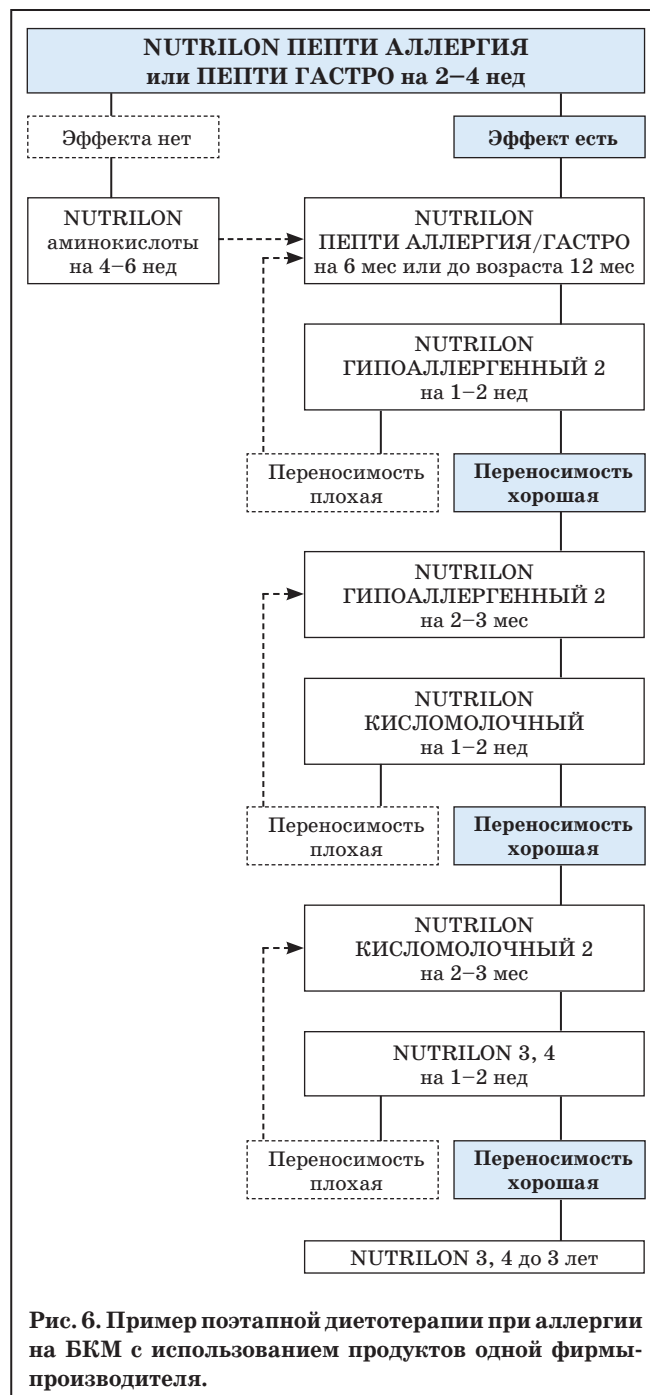 NUTRILON ПЕПТИ АЛЛЕРГИЯ
или ПЕПТИ ГАСТРО на 2–4 нед
Эффекта нет
Эффект есть
NUTRILON
аминокислоты
на 4–6 нед
NUTRILON
ПЕПТИ АЛЛЕРГИЯ/ГАСТРО
на 6 мес или до возраста 12 мес
NUTRILON
ГИПОАЛЛЕРГЕННЫЙ 2
на 1–2 нед
Переносимость
плохая
Переносимость
хорошая
NUTRILON
ГИПОАЛЛЕРГЕННЫЙ 2
на 2–3 мес
NUTRILON
КИСЛОМОЛОЧНЫЙ
на 1–2 нед
Переносимость
плохая
Переносимость
хорошая
NUTRILON
КИСЛОМОЛОЧНЫЙ 2
на 2–3 мес
NUTRILON 3, 4
на 1–2 нед
Переносимость
плохая
Переносимость
хорошая
NUTRILON 3, 4 до 3 лет
Рис. 6. Пример поэтапной диетотерапии при аллергии
на БКМ с использованием продуктов одной фирмы-
производителя.